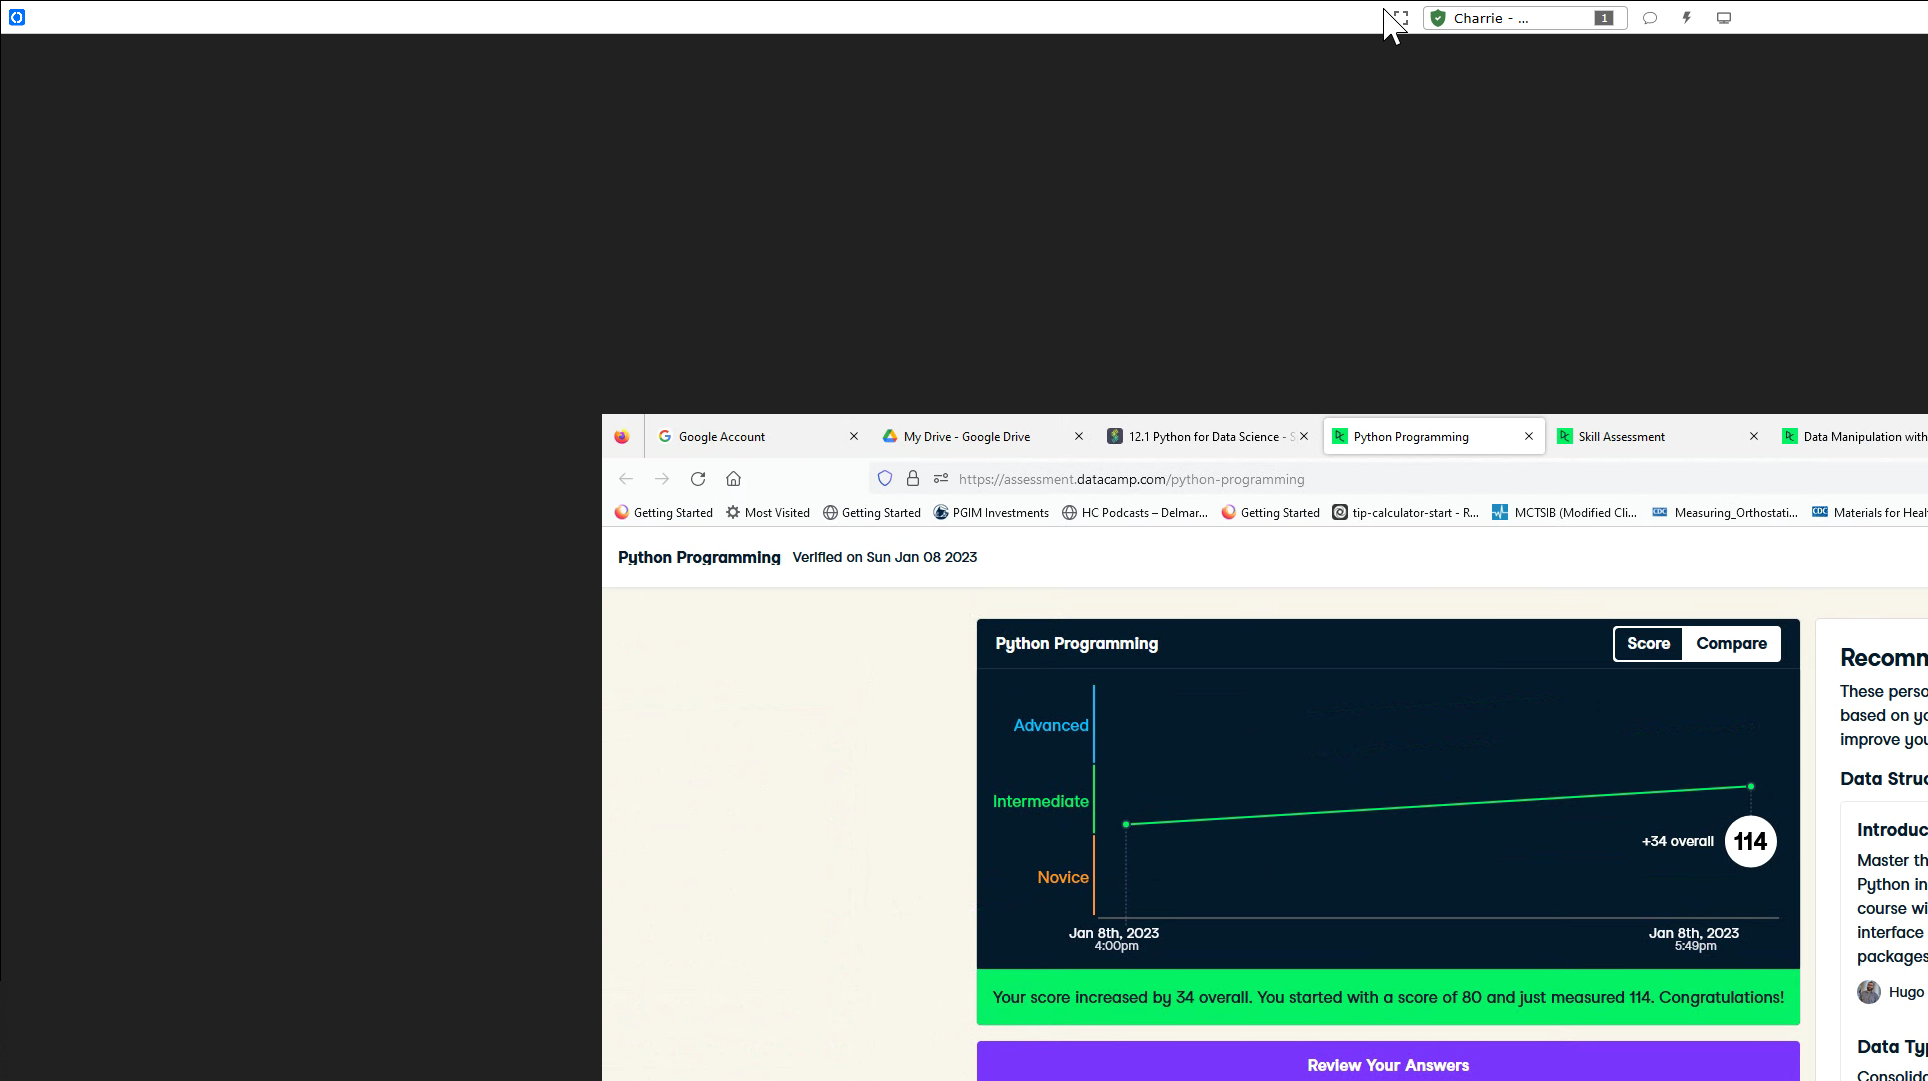 Charrie - ...
1
Google Account
My Drive - Google Drive
12.1 Python for Data Science - S
Python Programming
Skill Assessment
Data Manipulation with
https://assessment.datacamp.com/python-programming
Getting Started
Most Visited
Getting Started
PGIM Investments
HC Podcasts – Delmar...
Getting Started
tip-calculator-start - R...
MCTSIB (Modified Cli...
CDC
Measuring_Orthostati...
CDC
Materials for Heal
Python Programming Verified on Sun Jan 08 2023
Python Programming
Score
Compare
Advanced
Intermediate
Novice
+34 overall
114
Jan 8th, 2023
4:00pm
Jan 8th, 2023
5:49pm
Your score increased by 34 overall. You started with a score of 80 and just measured 114. Congratulations!
Review Your Answers
Recomm
These perso
based on yo
improve you
Data Struc
Introduc
Master th
Python in
course wi
interface
packages
Hugo
Data Typ
Consolida